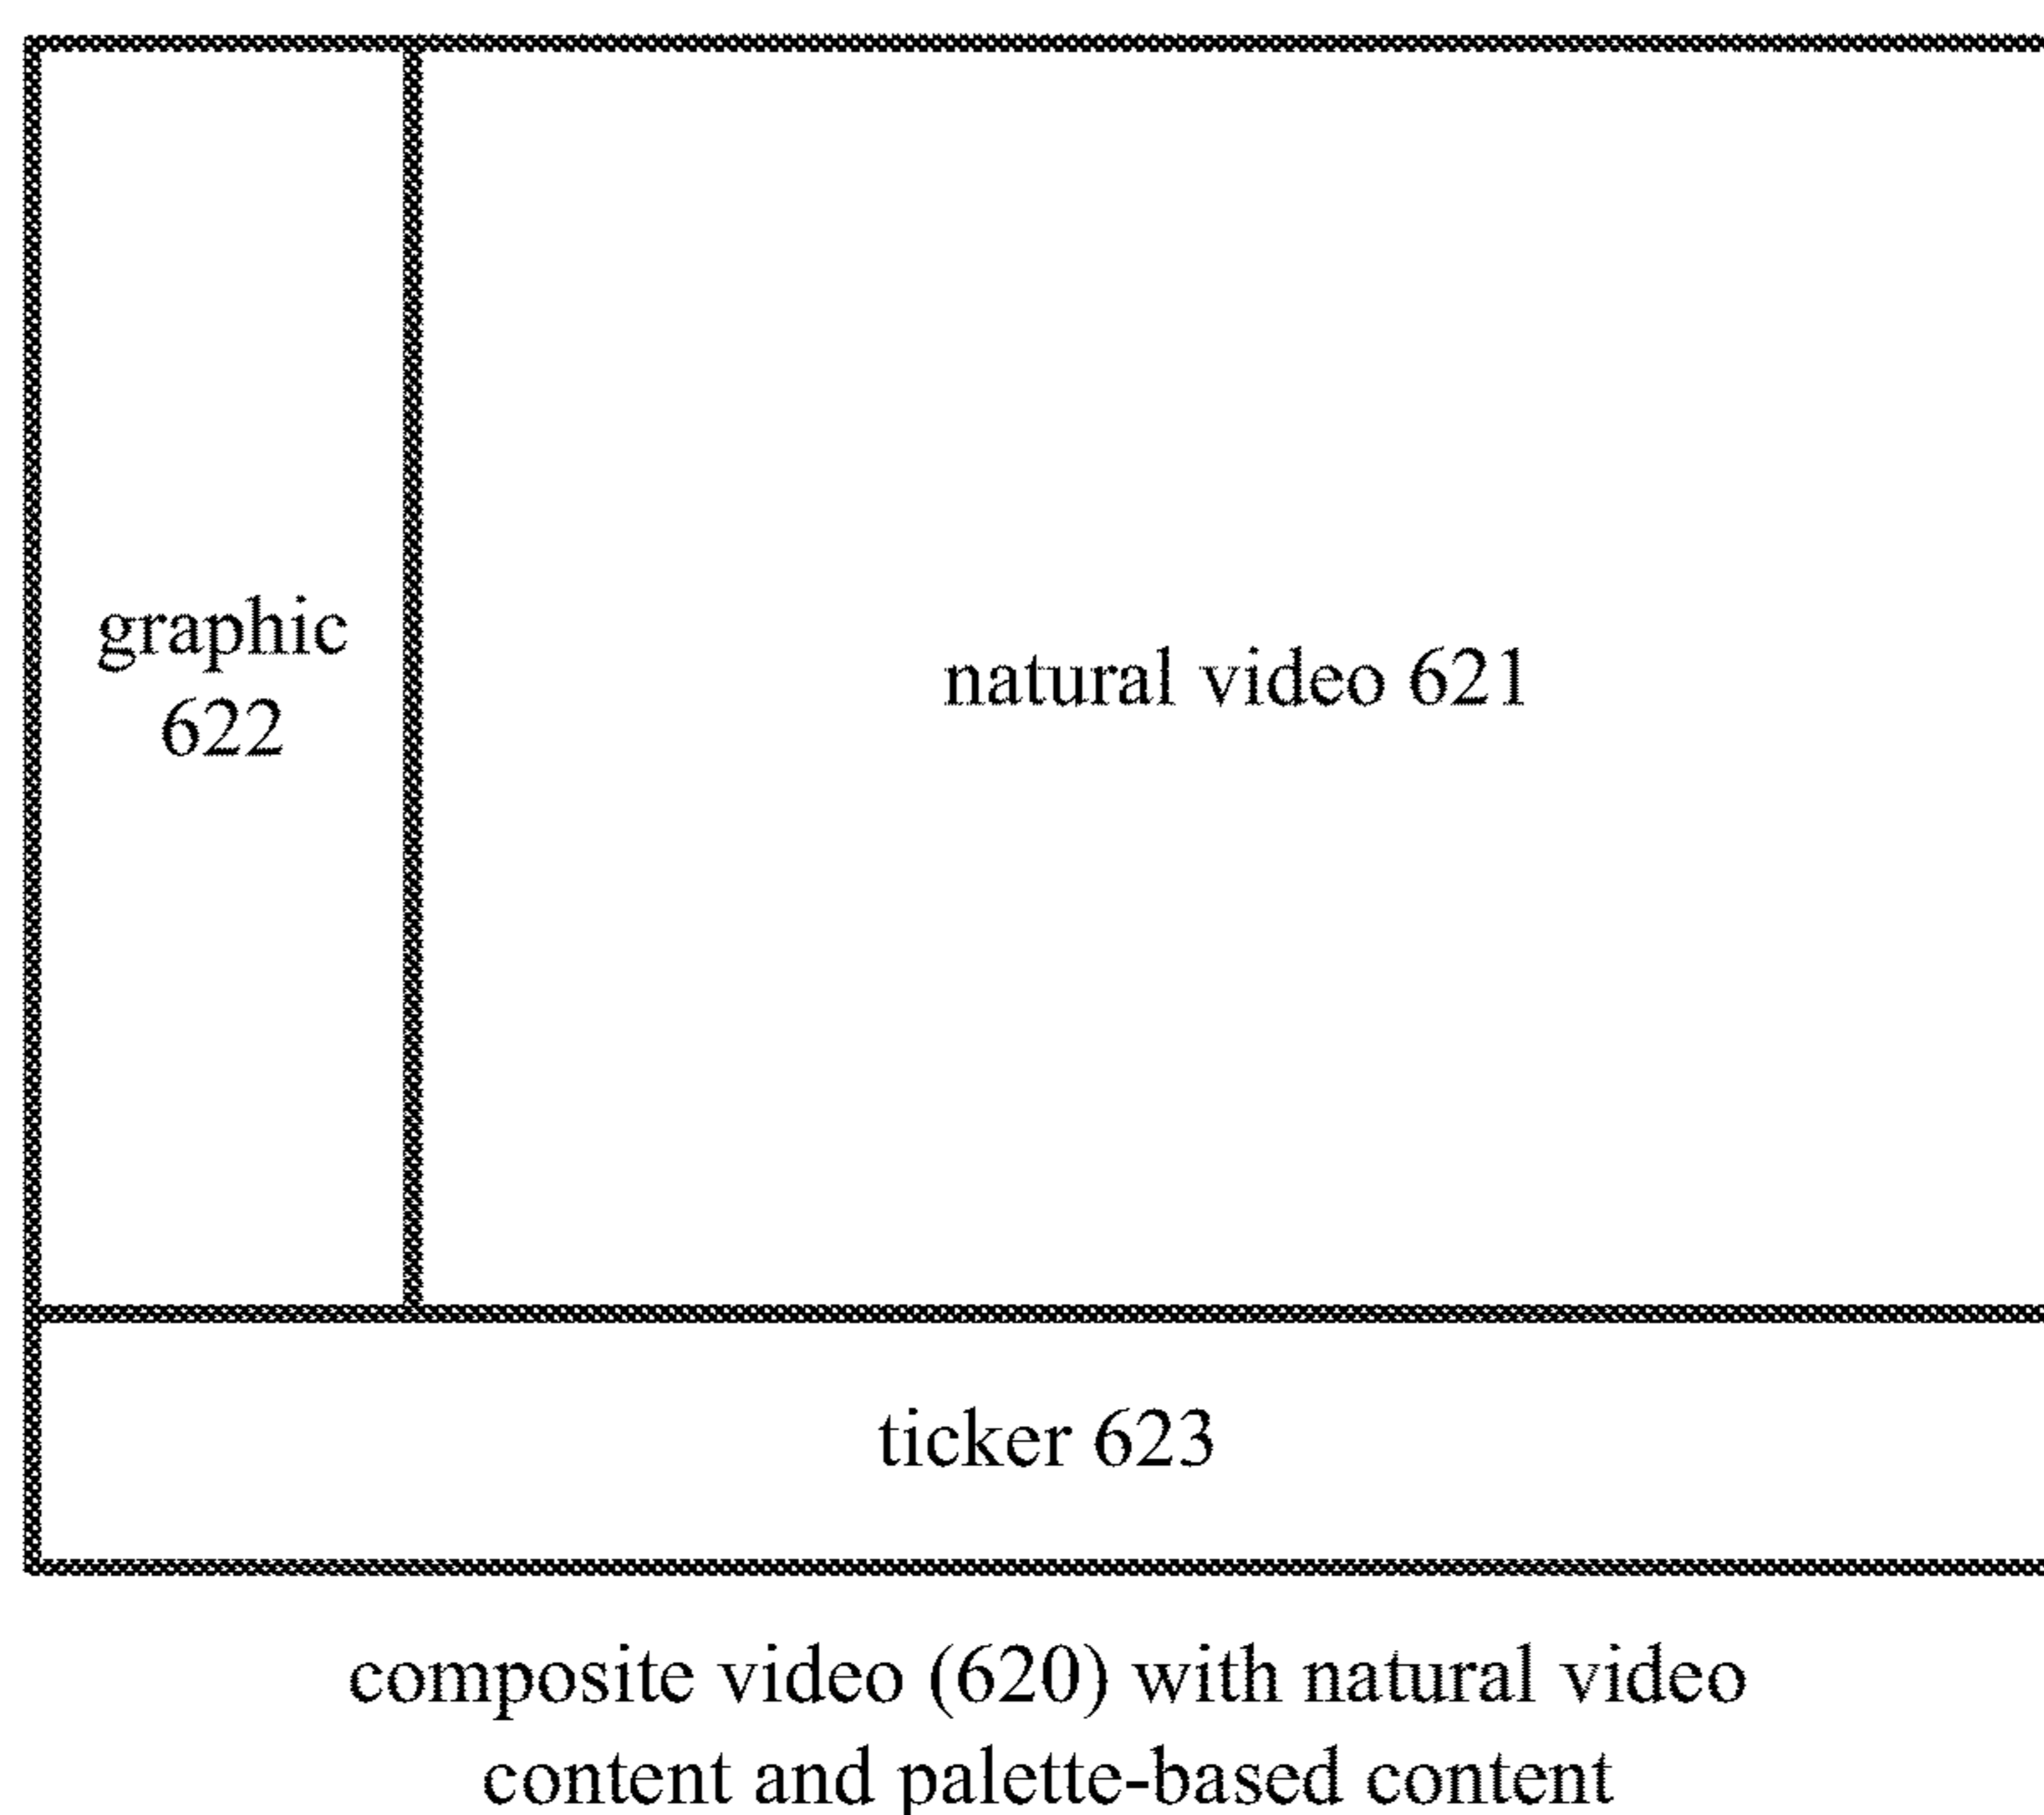 graphic
622
natural video 621
ticker 623
composite video (620) with natural video
content and palette-based content